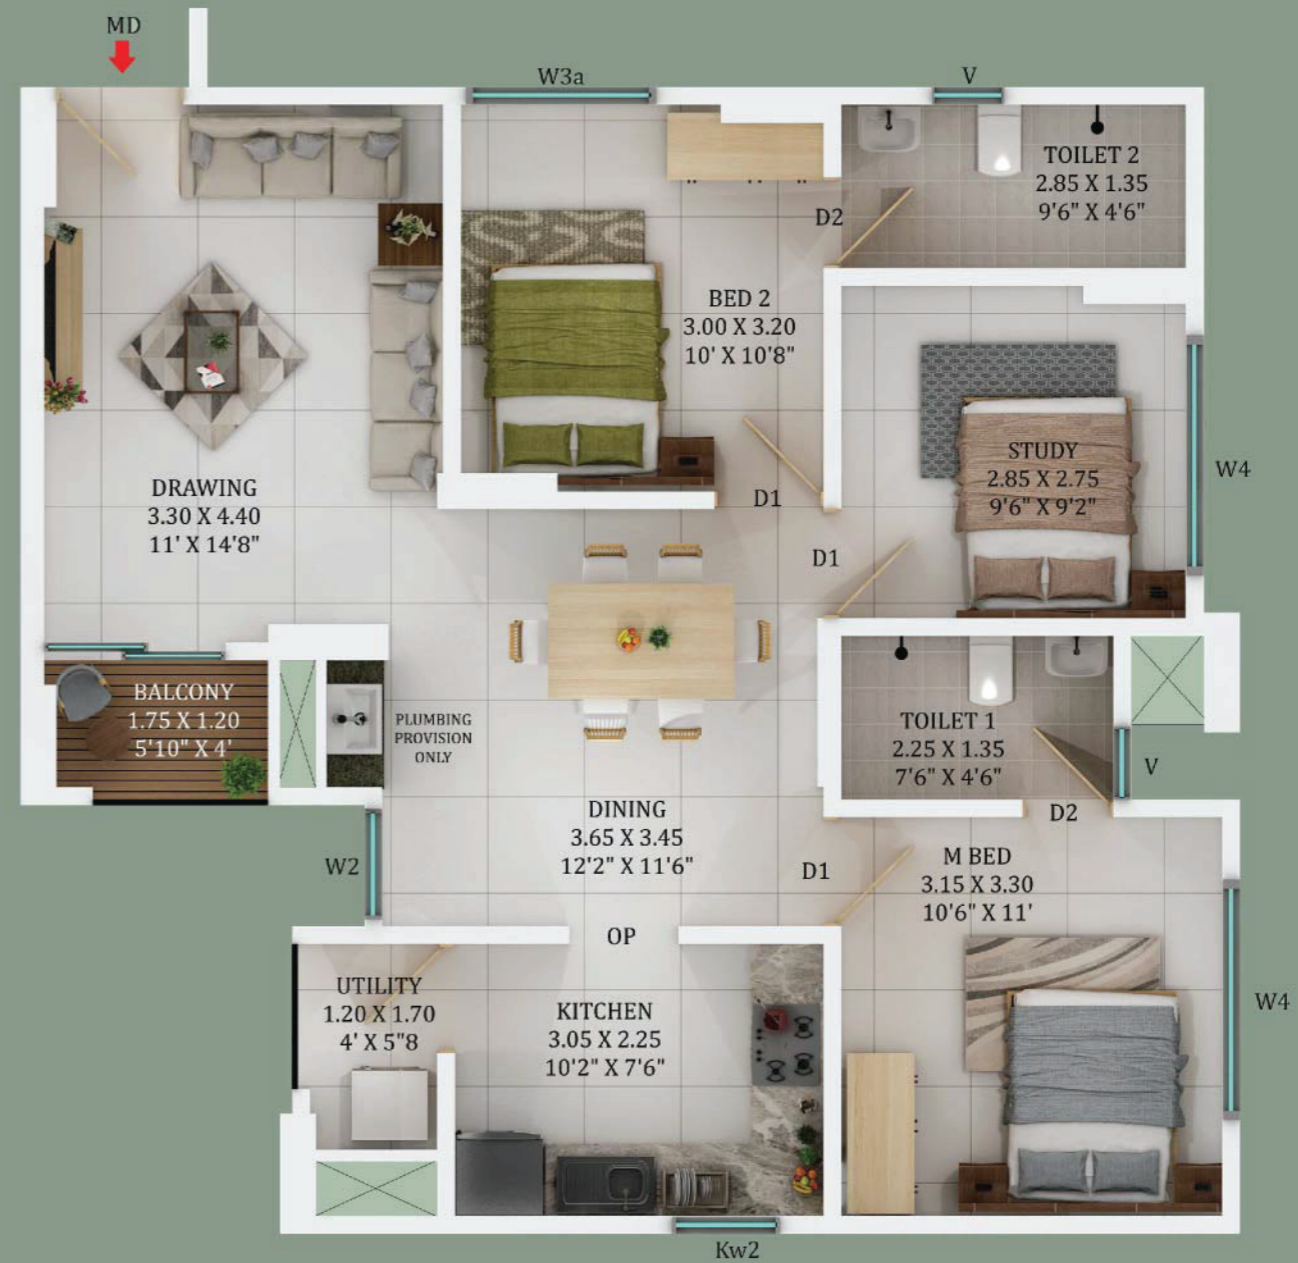 MD
W3a
V
TOILET 2
2.85 X 1.35
9'6" X 4'6"
D2
BED 2
3.00 X 3.20
10' X 10'8"
STUDY
2.85 X 2.75
9'6" X 9'2"
W4
DRAWING
3.30 X 4.40
11' X 14'8"
D1
D1
BALCONY
1.75 X 1.20
5'10" X 4'
PLUMBING
PROVISION
ONLY
TOILET 1
2.25 X 1.35
7'6" X 4'6"
V
D2
DINING
3.65 X 3.45
12'2" X 11'6"
W2
D1
M BED
3.15 X 3.30
10'6" X 11'
OP
UTILITY
1.20 X 1.70
4' X 5"8
KITCHEN
3.05 X 2.25
10'2" X 7'6"
W4
Kw2